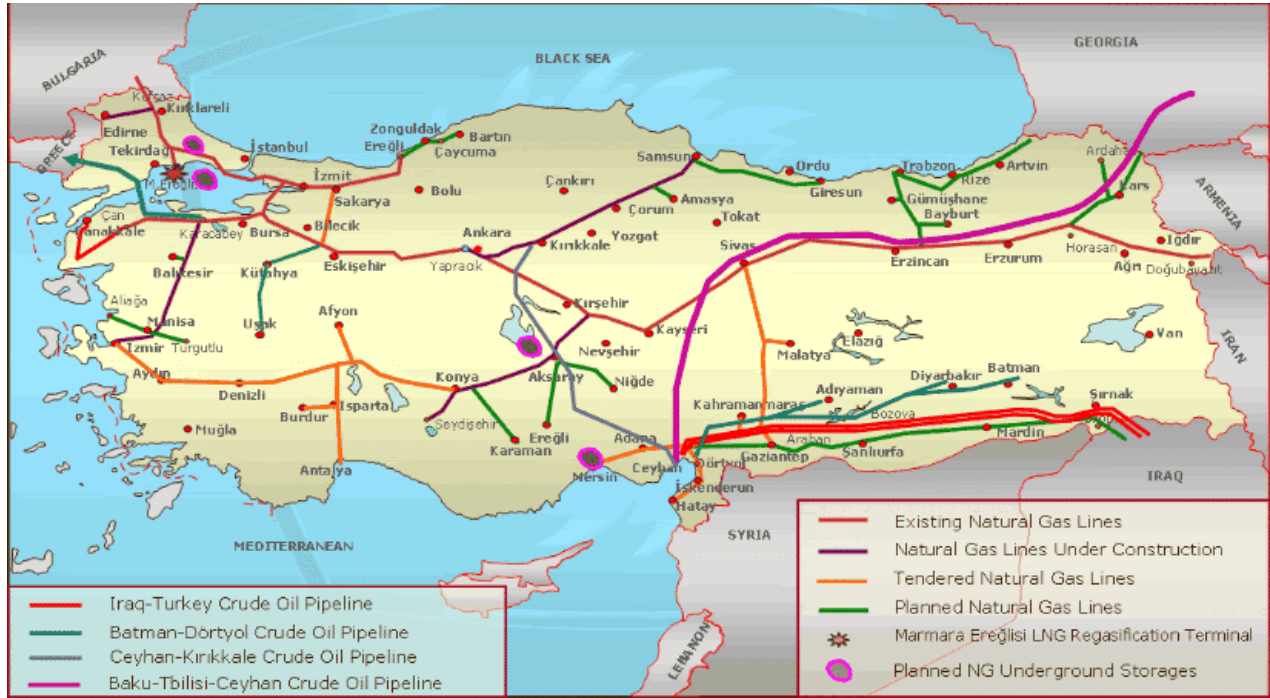 BLACK SEA
GEORGIA
BULGARIA
GREECE
ARMENIA
IRAN
IRAQ
SYRIA
LEBANON
MEDITERRANEAN
Kırklareli
Edirne
Tekirdağ
İstanbul
İzmit
Sakarya
Zonguldak
Ereğli
Bartın
Çaycuma
Bolu
Çankırı
Samsun
Ordu
Giresun
Trabzon
Rize
Artvin
Kars
Amasya
Çorum
Tokat
Gümüşhane
Bayburt
Çan
Çanakkale
Karacabey
Bursa
Bilecik
Ankara
Yapracık
Kırıkkale
Yozgat
Sivas
Erzincan
Erzurum
Horasan
Iğdır
Ağrı
Balıkesir
Kütahya
Eskişehir
Kırşehir
Kayseri
Aliağa
Manisa
Turgutlu
Uşak
Afyon
Nevşehir
Malatya
Elazığ
Van
İzmir
Aydın
Denizli
Konya
Aksaray
Niğde
Adıyaman
Diyarbakır
Batman
Şırnak
Burdur
Isparta
Seydişehir
Ereğli
Karaman
Kahramanmaraş
Bozova
Muğla
Adana
Araban
Gaziantep
Şanlıurfa
Mardin
Antalya
Mersin
Ceyhan
Dörtyol
İskenderun
Hatay
Iraq-Turkey Crude Oil Pipeline
Batman-Dörtyol Crude Oil Pipeline
Ceyhan-Kırıkkale Crude Oil Pipeline
Baku-Tbilisi-Ceyhan Crude Oil Pipeline
Existing Natural Gas Lines
Natural Gas Lines Under Construction
Tendered Natural Gas Lines
Planned Natural Gas Lines
Marmara Ereğlisi LNG Regasification Terminal
Planned NG Underground Storages